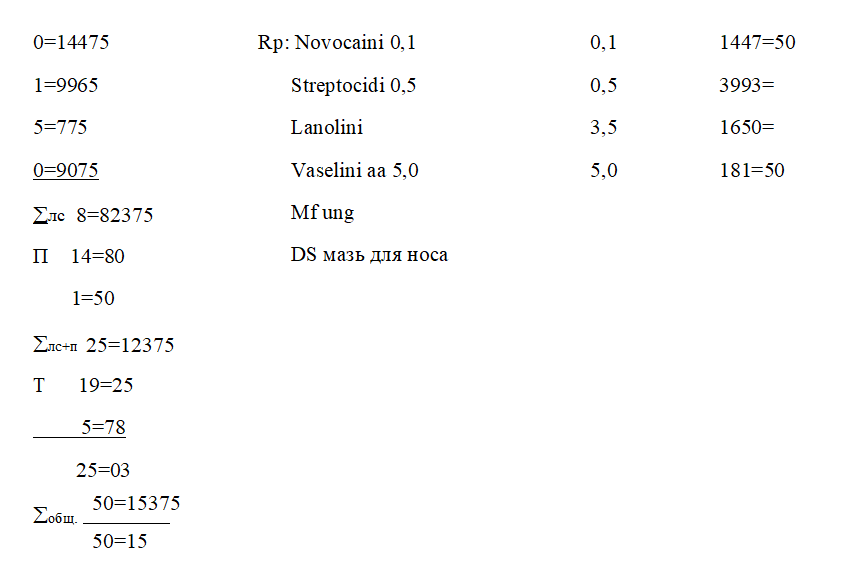 0=14475 Rp: Novocaini 0,1 0,1 1447=50
1=9965 Streptocidi 0,5 0,5 3993=
5=775 Lanolini 3,5 1650=
0=9075 Vaselini aa 5,0 5,0 181=50
∑лс 8=82375 Mf ung
П 14=80 DS мазь для носа
1=50
∑лс+п 25=12375
Т 19=25
5=78
25=03
50=15375
∑общ.
50=15